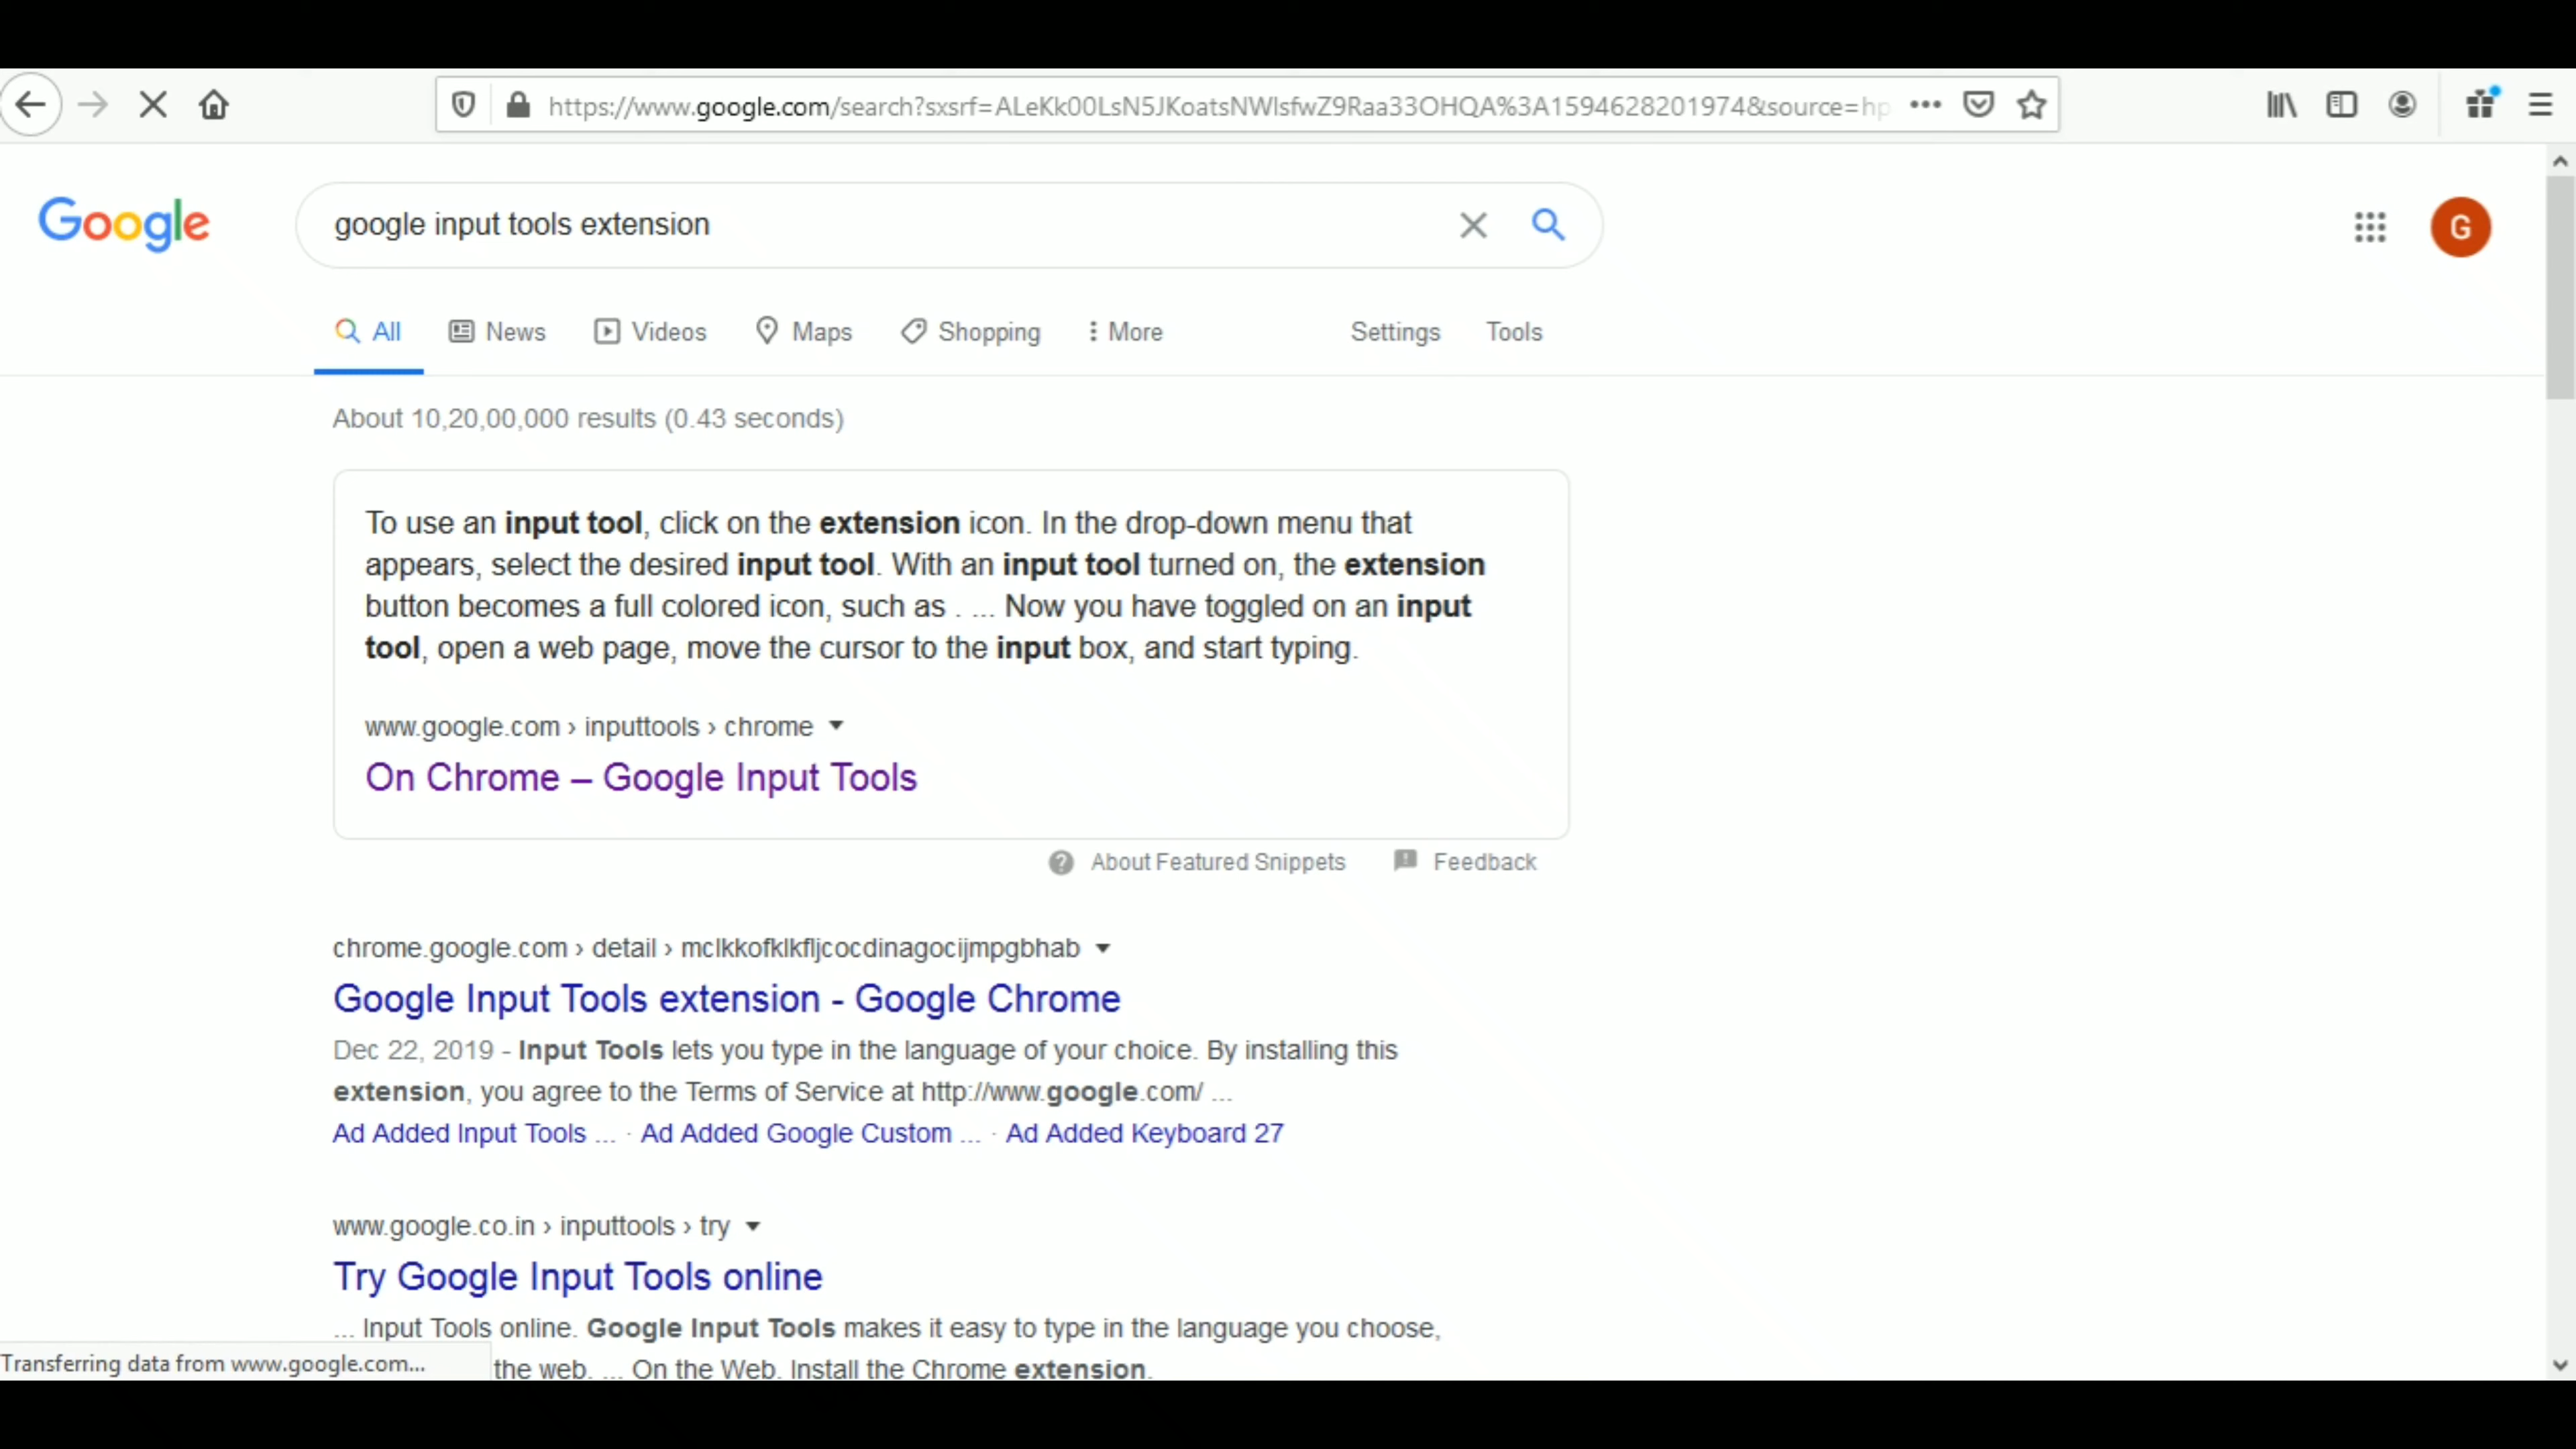 https://www.google.com/search?sxsrf=ALeKk00LsN5JKoatsNWlsfwZ9Raa33OHQA%3A1594628201974&source=hp
Google
google input tools extension
G
All News Videos Maps Shopping More Settings Tools
About 10,20,00,000 results (0.43 seconds)
To use an input tool, click on the extension icon. In the drop-down menu that
appears, select the desired input tool. With an input tool turned on, the extension
button becomes a full colored icon, such as . ... Now you have toggled on an input
tool, open a web page, move the cursor to the input box, and start typing.
www.google.com › inputtools › chrome
On Chrome – Google Input Tools
About Featured Snippets Feedback
chrome.google.com › detail › mclkkofklkfljcocdinagocijmpgbhab
Google Input Tools extension - Google Chrome
Dec 22, 2019 - Input Tools lets you type in the language of your choice. By installing this
extension, you agree to the Terms of Service at http://www.google.com/ ...
Ad Added Input Tools ... · Ad Added Google Custom ... · Ad Added Keyboard 27
www.google.co.in › inputtools › try
Try Google Input Tools online
... Input Tools online. Google Input Tools makes it easy to type in the language you choose,
the web. ... On the Web. Install the Chrome extension.
Transferring data from www.google.com...